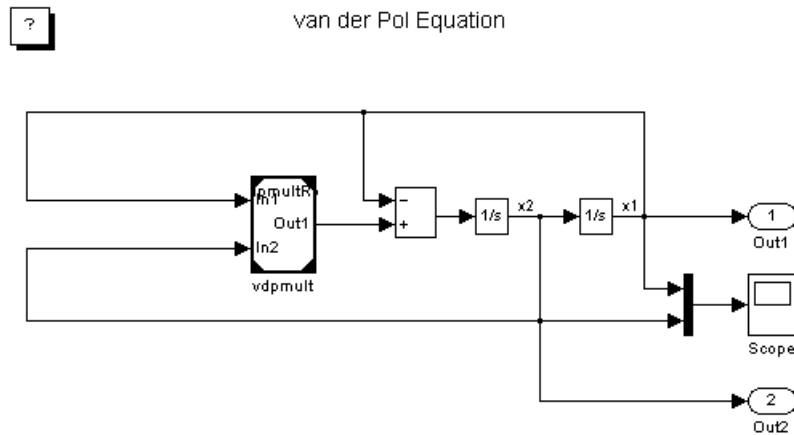 ?
van der Pol Equation
In1
Out1
In2
vdpmult
−
+
1/s
x2
1/s
x1
1
Out1
Scope
2
Out2